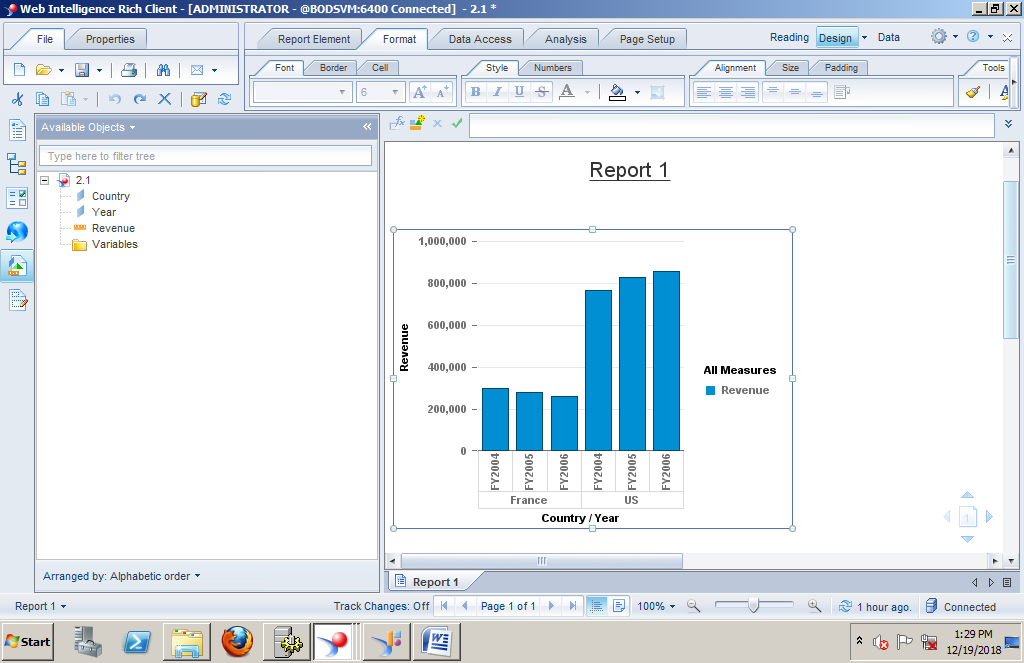 Web Intelligence Rich Client - [ADMINISTRATOR - @BODSVM:6400 Connected] - 2.1 *
File Properties
Report Element Format Data Access Analysis Page Setup
Reading Design Data
Font Border Cell
Style Numbers
Alignment Size Padding
Tools
6 A+ A+
B I U S A
A
Available Objects
Type here to filter tree
2.1
Country
Year
Revenue
Variables
Arranged by: Alphabetic order
Report 1
1,000,000
800,000
600,000
400,000
200,000
0
Revenue
FY2004 FY2005 FY2006 FY2004 FY2005 FY2006
France US
Country / Year
All Measures
Revenue
1
Report 1
Report 1
Track Changes: Off
Page 1 of 1
100%
1 hour ago.
Connected
Start
1:29 PM
12/19/2018